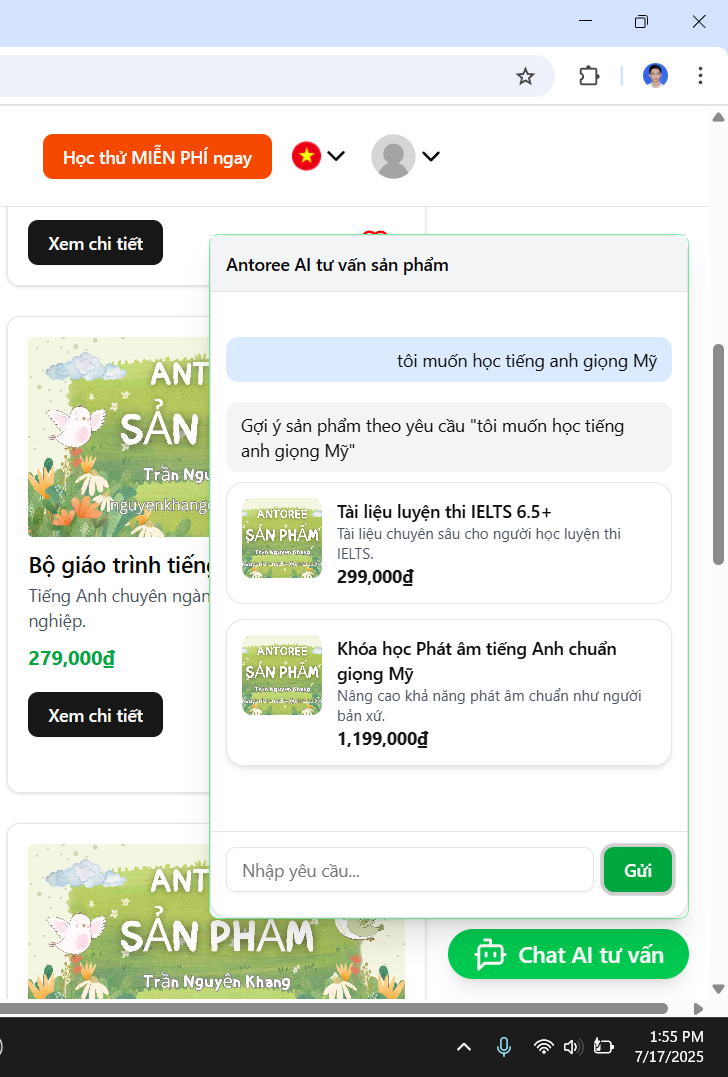 Học thử MIỄN PHÍ ngay
Xem chi tiết
Antoree AI tư vấn sản phẩm
tôi muốn học tiếng anh giọng Mỹ
Gợi ý sản phẩm theo yêu cầu "tôi muốn học tiếng
anh giọng Mỹ"
ANTOREE
SẢN PHẨM
Trần Nguyên Khang
Tài liệu luyện thi IELTS 6.5+
Tài liệu chuyên sâu cho người học luyện thi
IELTS.
299,000₫
ANTOREE
SẢN PHẨM
Trần Nguyên Khang
Khóa học Phát âm tiếng Anh chuẩn
giọng Mỹ
Nâng cao khả năng phát âm chuẩn như người
bản xứ.
1,199,000₫
Nhập yêu cầu...
Gửi
Chat AI tư vấn
ANT
SẢN
Trần Ngu
nguyenkhang
Bộ giáo trình tiếng
Tiếng Anh chuyên ngàn
nghiệp.
279,000₫
Xem chi tiết
ANT
SẢN PHẨM
Trần Nguyên Khang
1:55 PM
7/17/2025